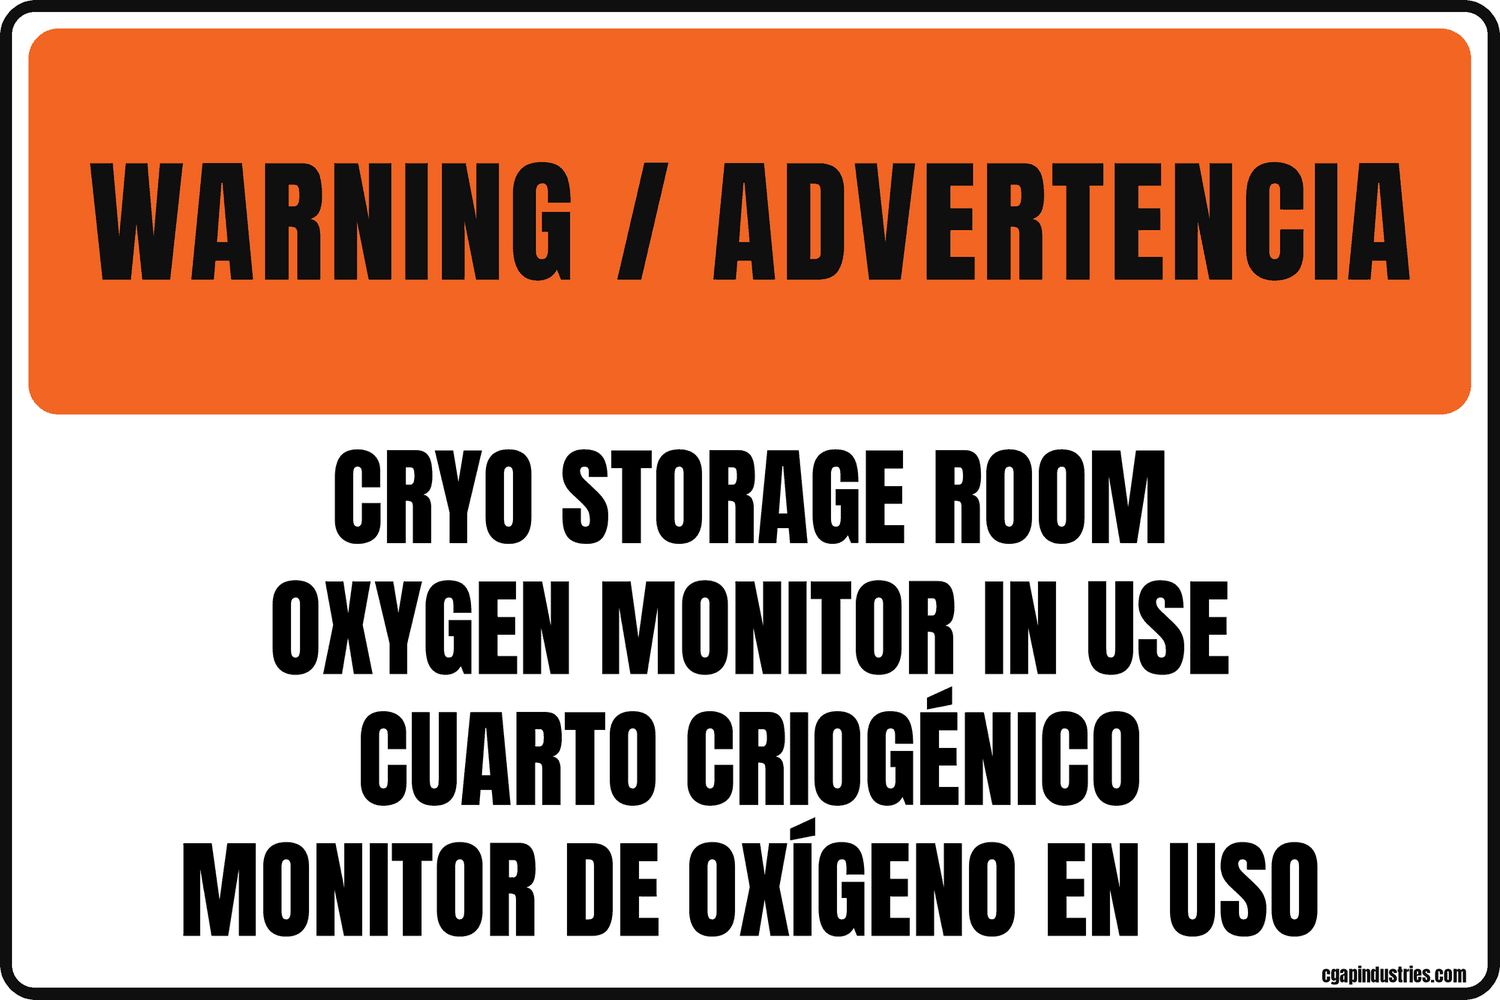 WARNING / ADVERTENCIA
CRYO STORAGE ROOM
OXYGEN MONITOR IN USE
CUARTO CRIOGÉNICO
MONITOR DE OXÍGENO EN USO
cgapindustries.com